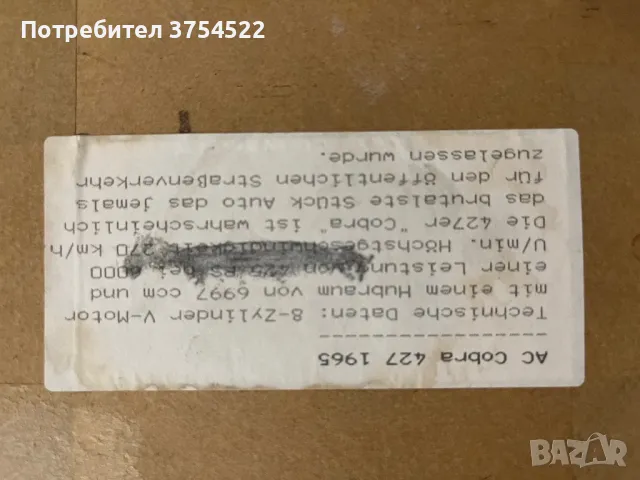 Потребител 3754522
AC Cobra 427 1965
--------------------
Technische Daten: 8-Zylinder V-Motor
mit einem Hubraum von 6997 ccm und
einer Leistung von 425 PS bei 6000
U/min. Höchstgeschwindigkeit 270 km/h.
Die 427er "Cobra" ist wahrscheinlich
das brutalste Stück Auto das jemals
für den öffentlichen Straßenverkehr
zugelassen wurde.
BAZAR